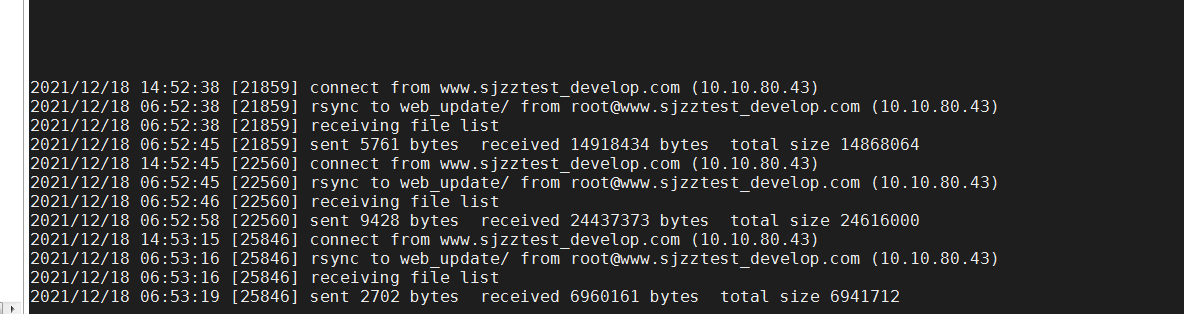 2021/12/18 14:52:38 [21859] connect from www.sjzztest_develop.com (10.10.80.43)
2021/12/18 06:52:38 [21859] rsync to web_update/ from root@www.sjzztest_develop.com (10.10.80.43)
2021/12/18 06:52:38 [21859] receiving file list
2021/12/18 06:52:45 [21859] sent 5761 bytes  received 14918434 bytes  total size 14868064
2021/12/18 14:52:45 [22560] connect from www.sjzztest_develop.com (10.10.80.43)
2021/12/18 06:52:45 [22560] rsync to web_update/ from root@www.sjzztest_develop.com (10.10.80.43)
2021/12/18 06:52:46 [22560] receiving file list
2021/12/18 06:52:58 [22560] sent 9428 bytes  received 24437373 bytes  total size 24616000
2021/12/18 14:53:15 [25846] connect from www.sjzztest_develop.com (10.10.80.43)
2021/12/18 06:53:16 [25846] rsync to web_update/ from root@www.sjzztest_develop.com (10.10.80.43)
2021/12/18 06:53:16 [25846] receiving file list
2021/12/18 06:53:19 [25846] sent 2702 bytes  received 6960161 bytes  total size 6941712